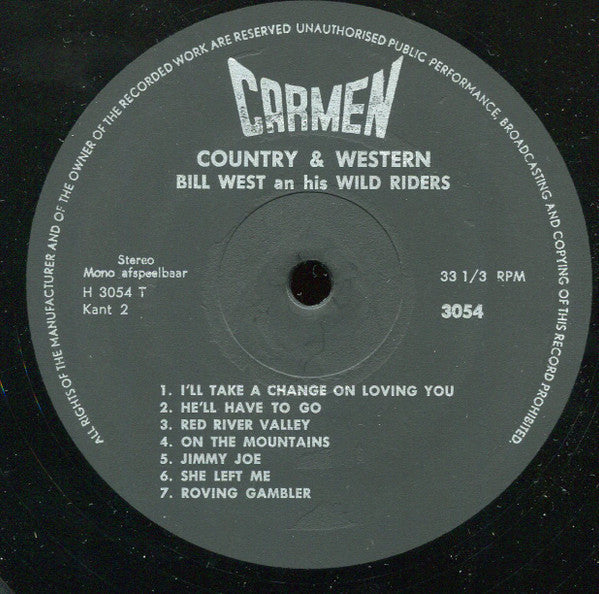 ALL RIGHTS OF THE MANUFACTURER AND OF THE OWNER OF THE RECORDED WORK ARE RESERVED UNAUTHORISED PUBLIC PERFORMANCE, BROADCASTING AND COPYING OF THIS RECORD PROHIBITED.
CARMEN
COUNTRY & WESTERN
BILL WEST an his WILD RIDERS
Stereo
Mono afspeelbaar
H 3054 T
Kant 2
33 1/3 RPM
3054
1. I'LL TAKE A CHANGE ON LOVING YOU
2. HE'LL HAVE TO GO
3. RED RIVER VALLEY
4. ON THE MOUNTAINS
5. JIMMY JOE
6. SHE LEFT ME
7. ROVING GAMBLER